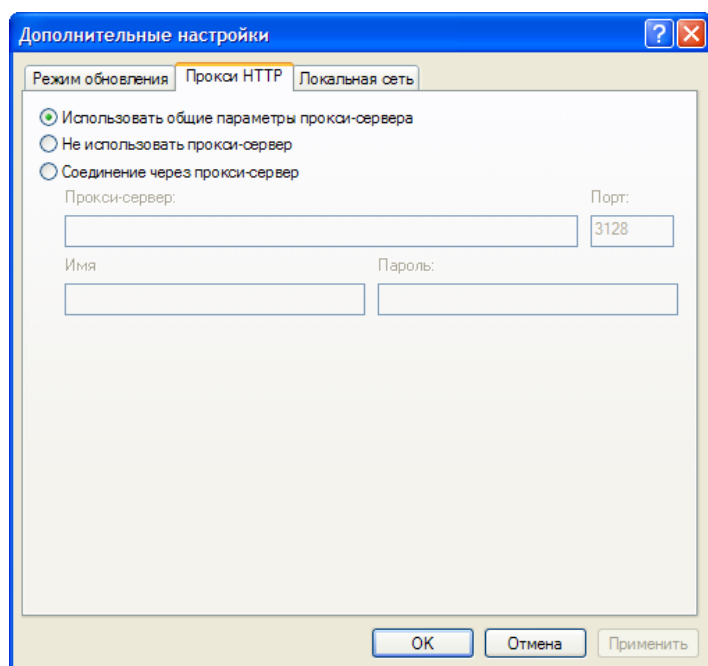 Дополнительные настройки
Режим обновления Прокси HTTP Локальная сеть
Использовать общие параметры прокси-сервера
Не использовать прокси-сервер
Соединение через прокси-сервер
Прокси-сервер: Порт:
3128
Имя Пароль:
OK Отмена Применить